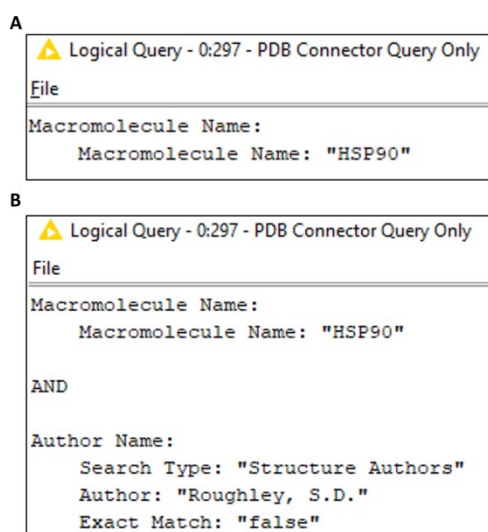 A
Logical Query - 0:297 - PDB Connector Query Only
File
Macromolecule Name:
Macromolecule Name: "HSP90"
B
Logical Query - 0:297 - PDB Connector Query Only
File
Macromolecule Name:
Macromolecule Name: "HSP90"
AND
Author Name:
Search Type: "Structure Authors"
Author: "Roughley, S.D."
Exact Match: "false"